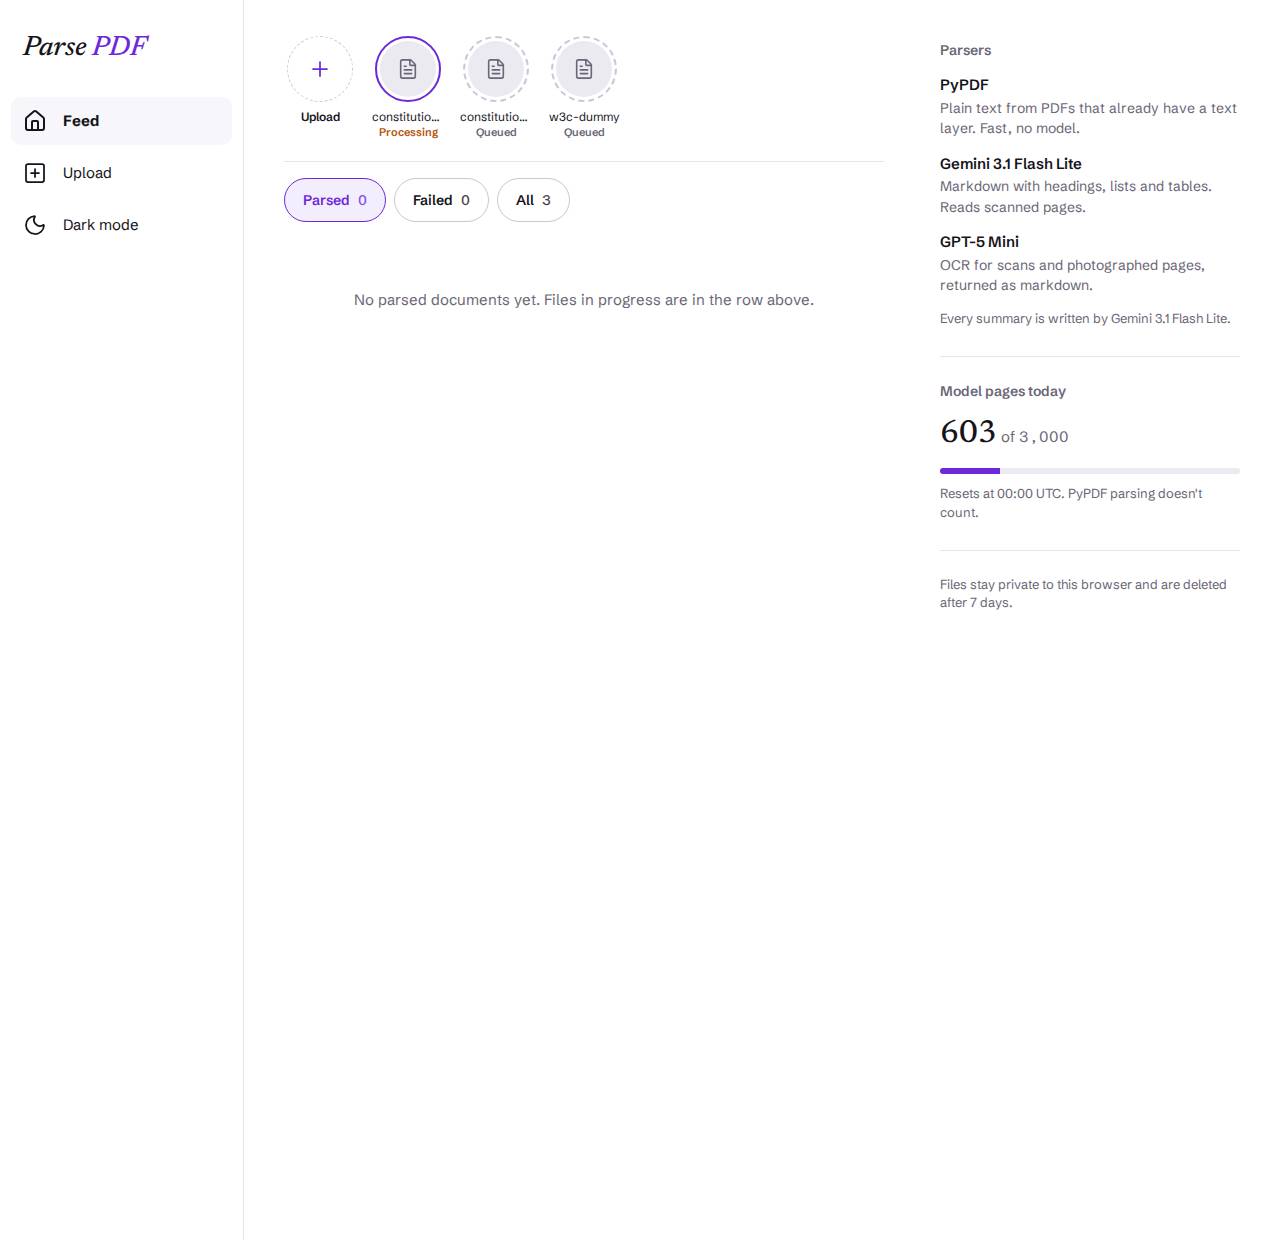 Parse PDF
Feed
Upload
Dark mode
Upload
constitutio...
Processing
constitutio...
Queued
w3c-dummy
Queued
Parsed 0
Failed 0
All 3
No parsed documents yet. Files in progress are in the row above.
Parsers
PyPDF
Plain text from PDFs that already have a text
layer. Fast, no model.
Gemini 3.1 Flash Lite
Markdown with headings, lists and tables.
Reads scanned pages.
GPT-5 Mini
OCR for scans and photographed pages,
returned as markdown.
Every summary is written by Gemini 3.1 Flash Lite.
Model pages today
603 of 3,000
Resets at 00:00 UTC. PyPDF parsing doesn't
count.
Files stay private to this browser and are deleted
after 7 days.